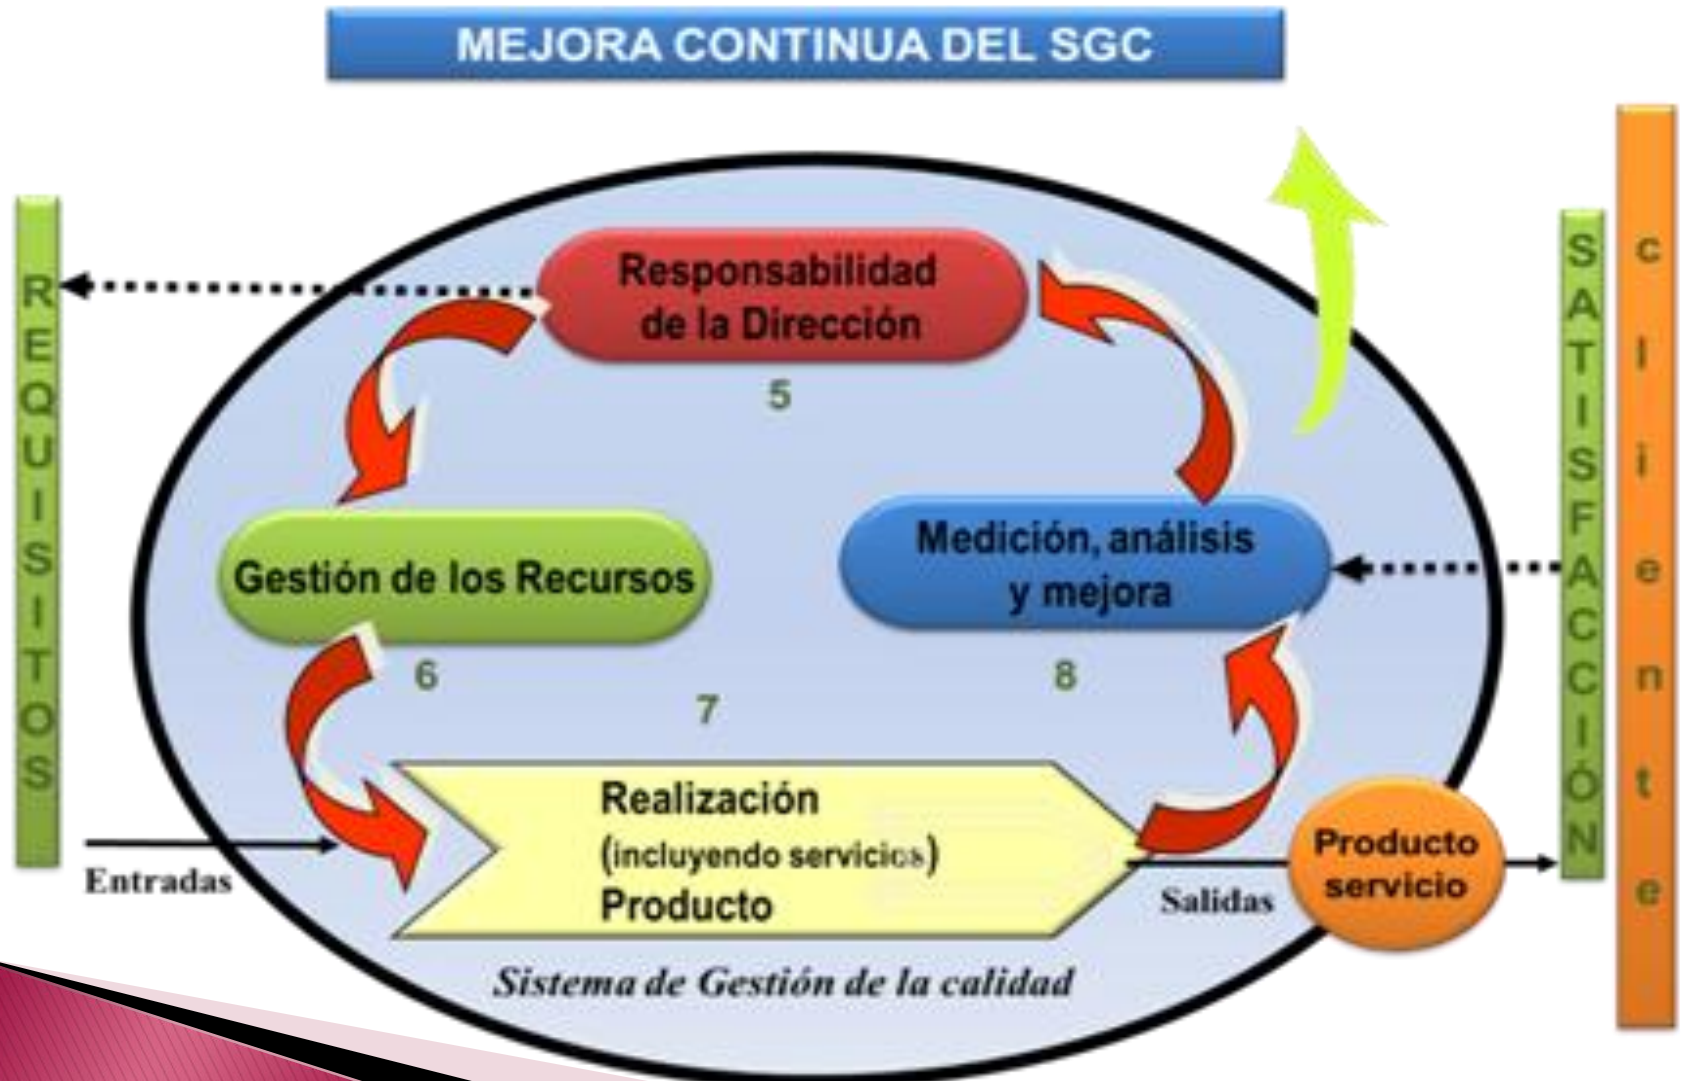 MEJORA CONTINUA DEL SGC
REQUISITOS
Responsabilidad
de la Dirección
5
Gestión de los Recursos
6
Medición, análisis
y mejora
8
7
Realización
(incluyendo servicios)
Producto
Entradas
Salidas
Producto
servicio
Sistema de Gestión de la calidad
SATISFACCIÓN
cliente